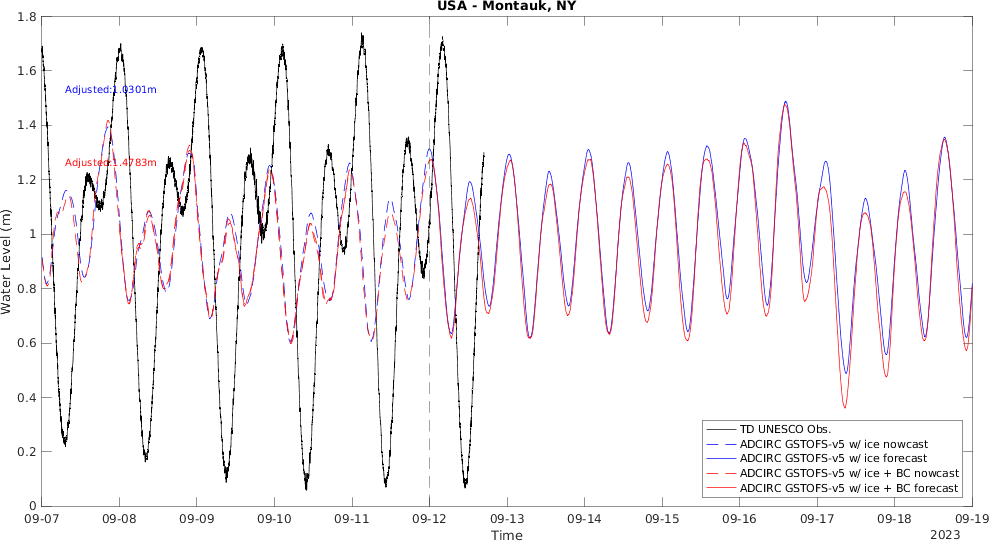 USA - Montauk, NY
Water Level (m)
1.8
1.6
1.4
1.2
1
0.8
0.6
0.4
0.2
0
Adjusted:1.0301m
Adjusted:1.4783m
TD UNESCO Obs.
ADCIRC GSTOFS-v5 w/ ice nowcast
ADCIRC GSTOFS-v5 w/ ice forecast
ADCIRC GSTOFS-v5 w/ ice + BC nowcast
ADCIRC GSTOFS-v5 w/ ice + BC forecast
09-07 09-08 09-09 09-10 09-11 09-12 09-13 09-14 09-15 09-16 09-17 09-18 09-19
Time
2023